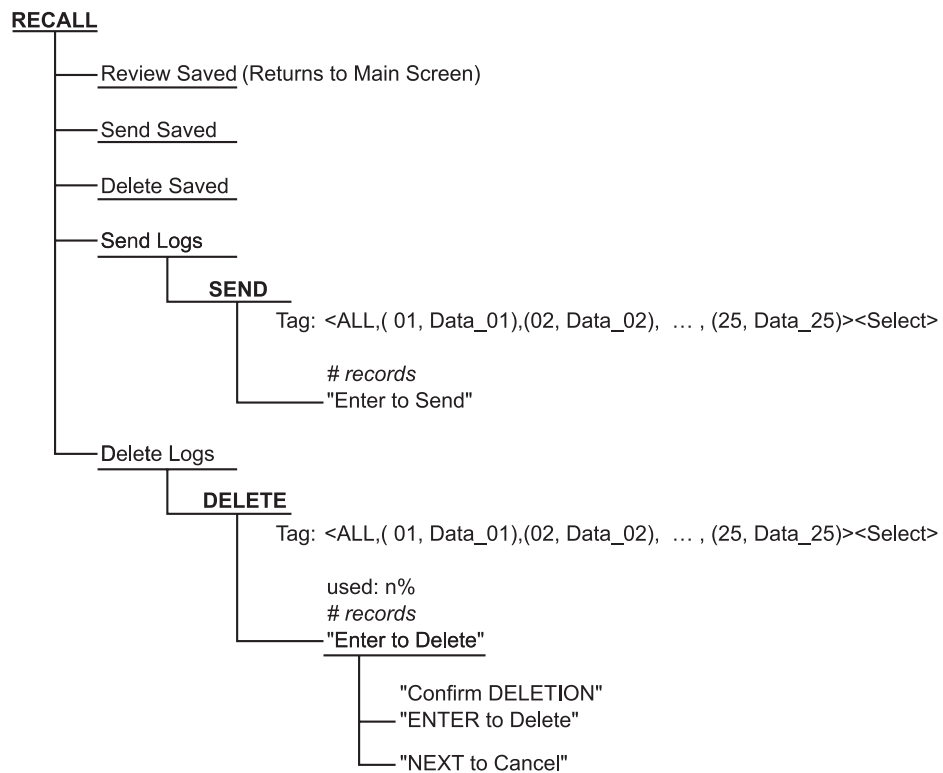 RECALL
Review Saved (Returns to Main Screen)
Send Saved
Delete Saved
Send Logs
SEND
Tag: <ALL,( 01, Data_01),(02, Data_02),  … , (25, Data_25)><Select>
# records
"Enter to Send"
Delete Logs
DELETE
Tag: <ALL,( 01, Data_01),(02, Data_02),  … , (25, Data_25)><Select>
used: n%
# records
"Enter to Delete"
"Confirm DELETION"
"ENTER to Delete"
"NEXT to Cancel"